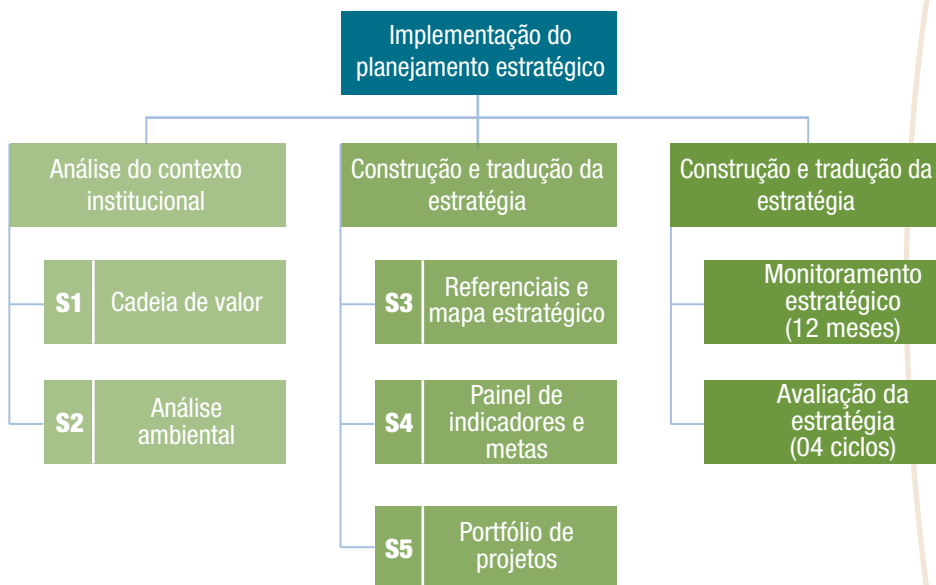 Implementação do
planejamento estratégico
Análise do contexto
institucional
S1
Cadeia de valor
S2
Análise
ambiental
Construção e tradução da
estratégia
S3
Referenciais e
mapa estratégico
S4
Painel de
indicadores e
metas
S5
Portfólio de
projetos
Construção e tradução da
estratégia
Monitoramento
estratégico
(12 meses)
Avaliação da
estratégia
(04 ciclos)